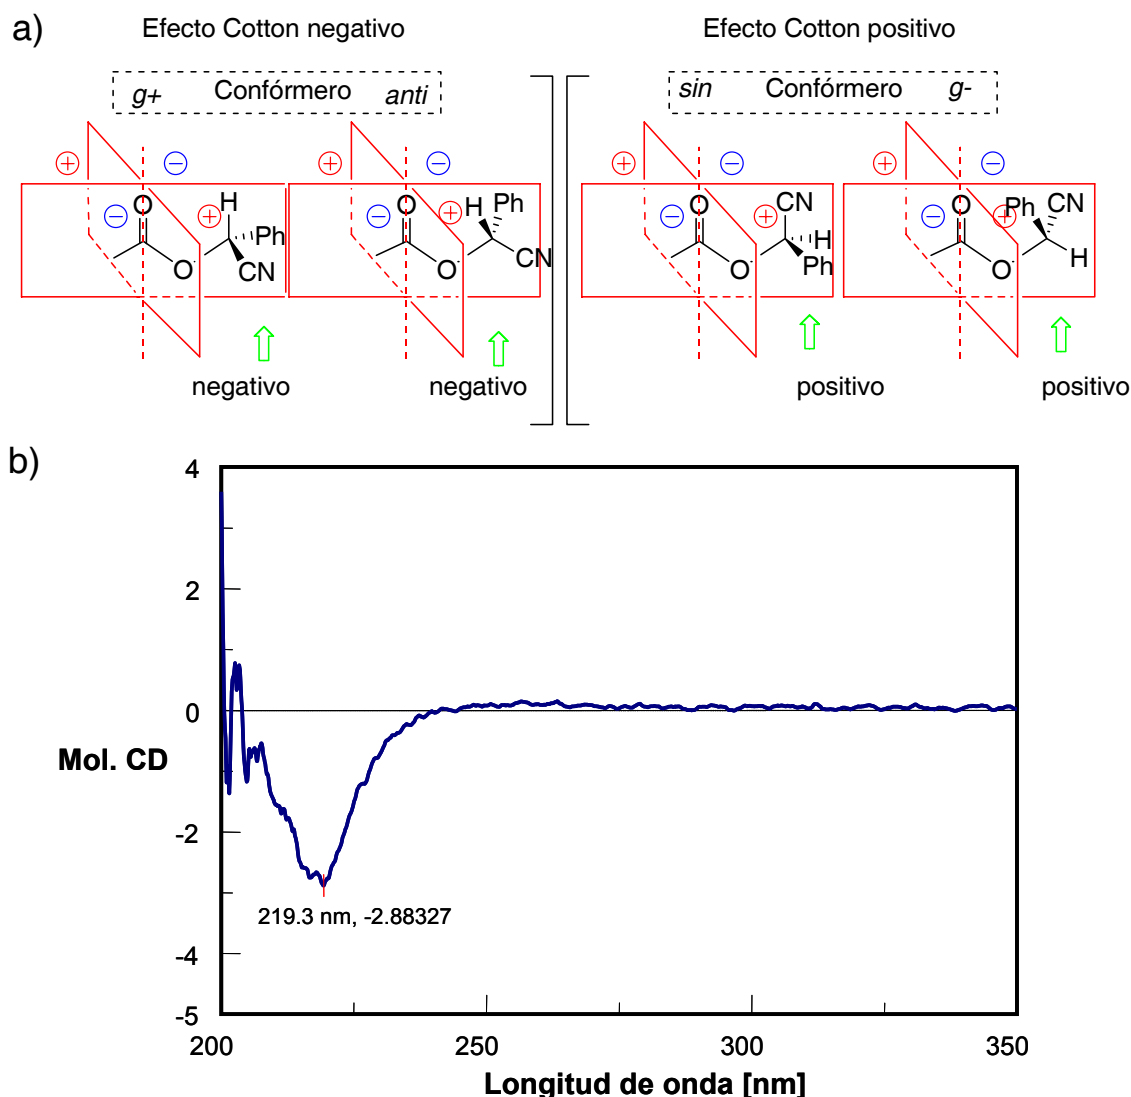 a)
Efecto Cotton negativo
Efecto Cotton positivo
g+ Confórmero anti
sin Confórmero g-
+ − + − + − + −
− O + H Ph CN O
− O + H Ph CN O
− O + CN H Ph O
− O + Ph CN H O
negativo
negativo
positivo
positivo
b)
4
2
0
-2
-4
-5
Mol. CD
219.3 nm, -2.88327
200 250 300 350
Longitud de onda [nm]